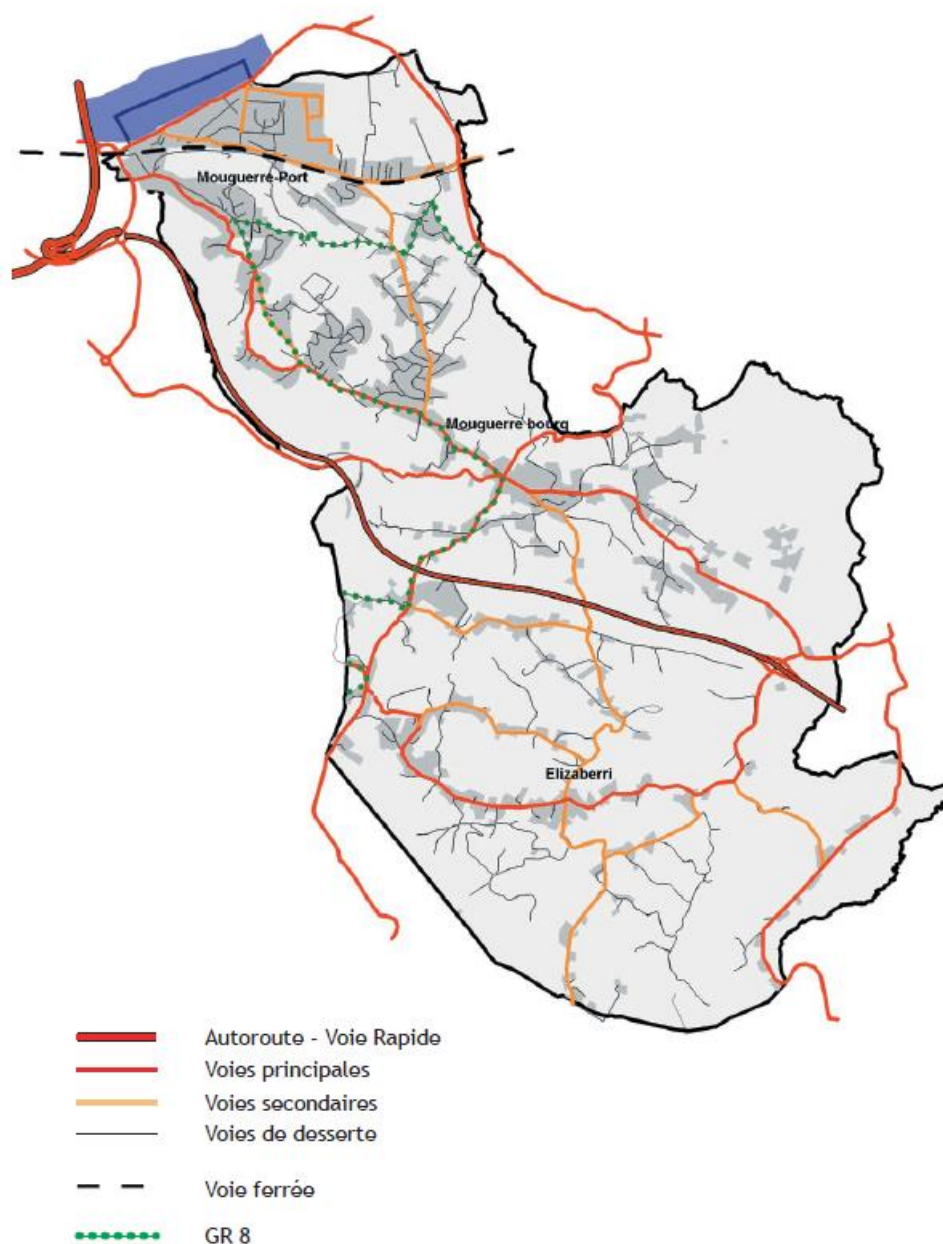 Mouguerre-Port
Mouguerre bourg
Elizaberri
Autoroute - Voie Rapide
Voies principales
Voies secondaires
Voies de desserte
Voie ferrée
GR 8